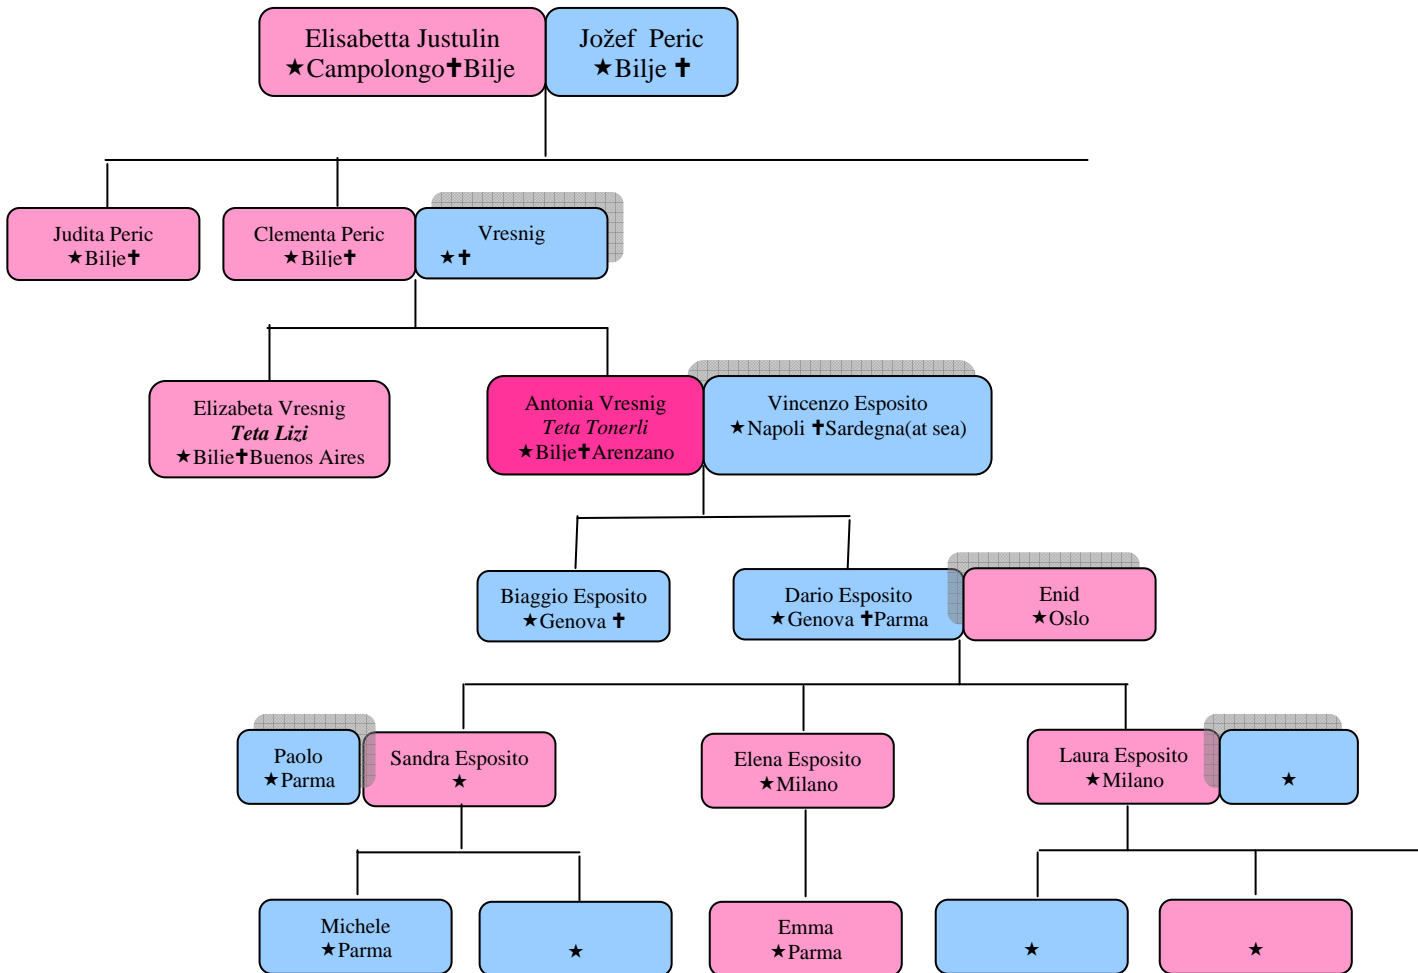 Elisabetta Justulin
★Campolongo✝Bilje
Jožef Peric
★Bilje ✝
Judita Peric
★Bilje✝
Clementa Peric
★Bilje✝
Vresnig
★✝
Elizabeta Vresnig
Teta Lizi
★Bilje✝Buenos Aires
Antonia Vresnig
Teta Tonerli
★Bilje✝Arenzano
Vincenzo Esposito
★Napoli ✝Sardegna(at sea)
Biaggio Esposito
★Genova ✝
Dario Esposito
★Genova ✝Parma
Enid
★Oslo
Paolo
★Parma
Sandra Esposito
★
Elena Esposito
★Milano
Laura Esposito
★Milano
★
Michele
★Parma
★
Emma
★Parma
★
★